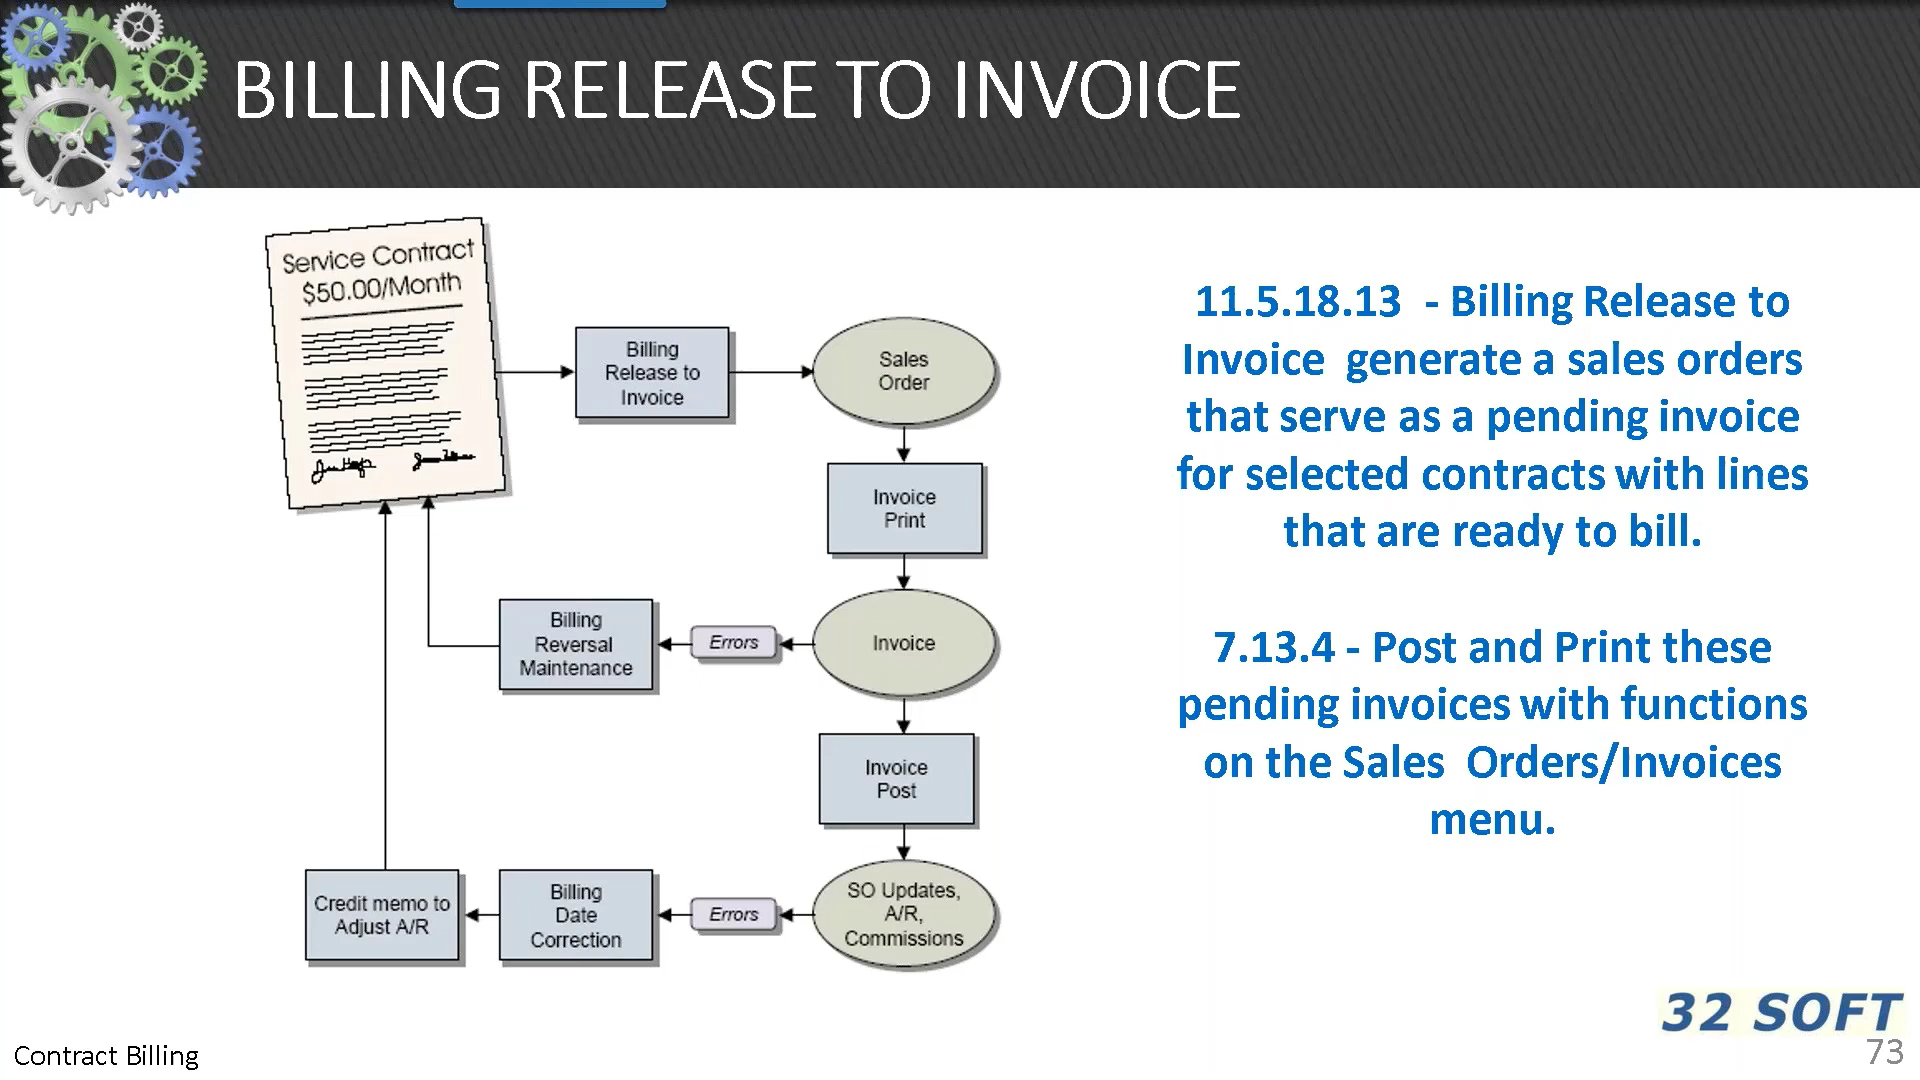 BILLING RELEASE TO INVOICE
Service Contract
$50.00/Month
Billing
Release to
Invoice
Sales
Order
Invoice
Print
Billing
Reversal
Maintenance
Errors
Invoice
Invoice
Post
Credit memo to
Adjust A/R
Billing
Date
Correction
Errors
SO Updates,
A/R,
Commissions
11.5.18.13 - Billing Release to
Invoice generate a sales orders
that serve as a pending invoice
for selected contracts with lines
that are ready to bill.
7.13.4 - Post and Print these
pending invoices with functions
on the Sales Orders/Invoices
menu.
32 SOFT
Contract Billing
73